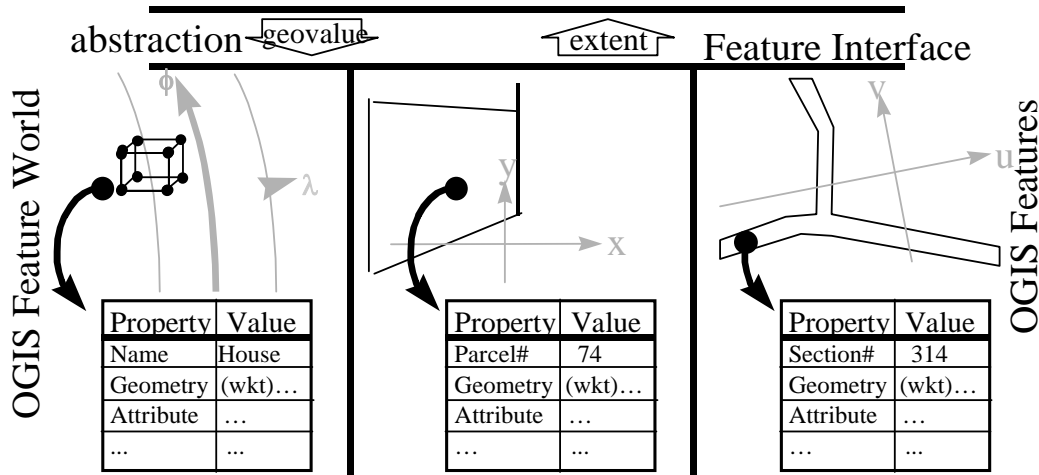 abstraction
geovalue
extent
Feature Interface
OGIS Feature World
ϕ
λ
Property Value
Name House
Geometry (wkt)…
Attribute …
... ...
y
x
Property Value
Parcel# 74
Geometry (wkt)…
Attribute …
… ...
v
u
Property Value
Section# 314
Geometry (wkt)…
Attribute …
… ...
OGIS Features